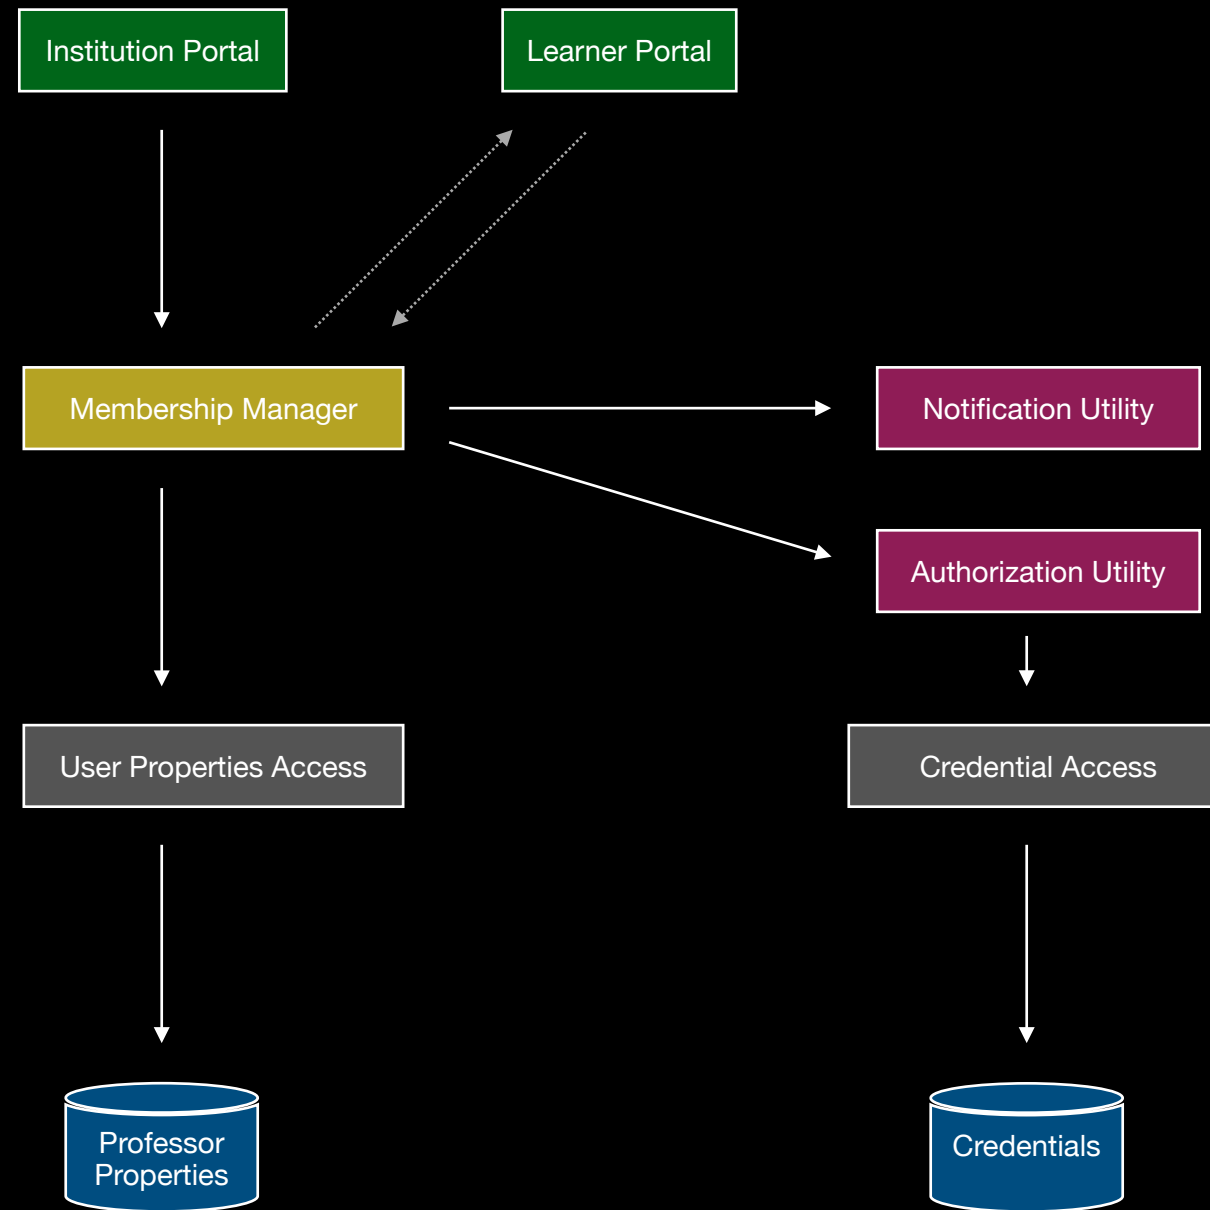 Institution Portal
Learner Portal
Membership Manager
Notification Utility
Authorization Utility
User Properties Access
Credential Access
Professor
Properties
Credentials